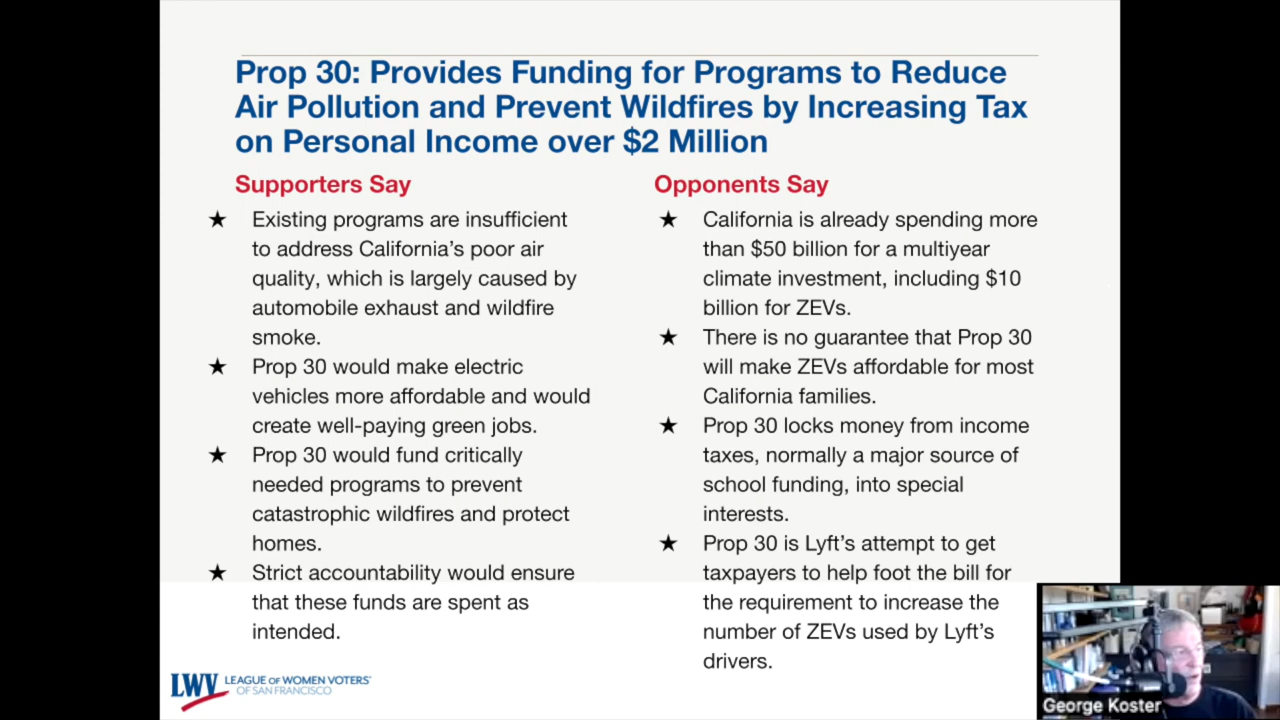 Prop 30: Provides Funding for Programs to Reduce
Air Pollution and Prevent Wildfires by Increasing Tax
on Personal Income over $2 Million
Supporters Say
★ Existing programs are insufficient
to address California's poor air
quality, which is largely caused by
automobile exhaust and wildfire
smoke.
★ Prop 30 would make electric
vehicles more affordable and would
create well-paying green jobs.
★ Prop 30 would fund critically
needed programs to prevent
catastrophic wildfires and protect
homes.
★ Strict accountability would ensure
that these funds are spent as
intended.
Opponents Say
★ California is already spending more
than $50 billion for a multiyear
climate investment, including $10
billion for ZEVs.
★ There is no guarantee that Prop 30
will make ZEVs affordable for most
California families.
★ Prop 30 locks money from income
taxes, normally a major source of
school funding, into special
interests.
★ Prop 30 is Lyft's attempt to get
taxpayers to help foot the bill for
the requirement to increase the
number of ZEVs used by Lyft's
drivers.
LWV LEAGUE OF WOMEN VOTERS®
OF SAN FRANCISCO
George Koster